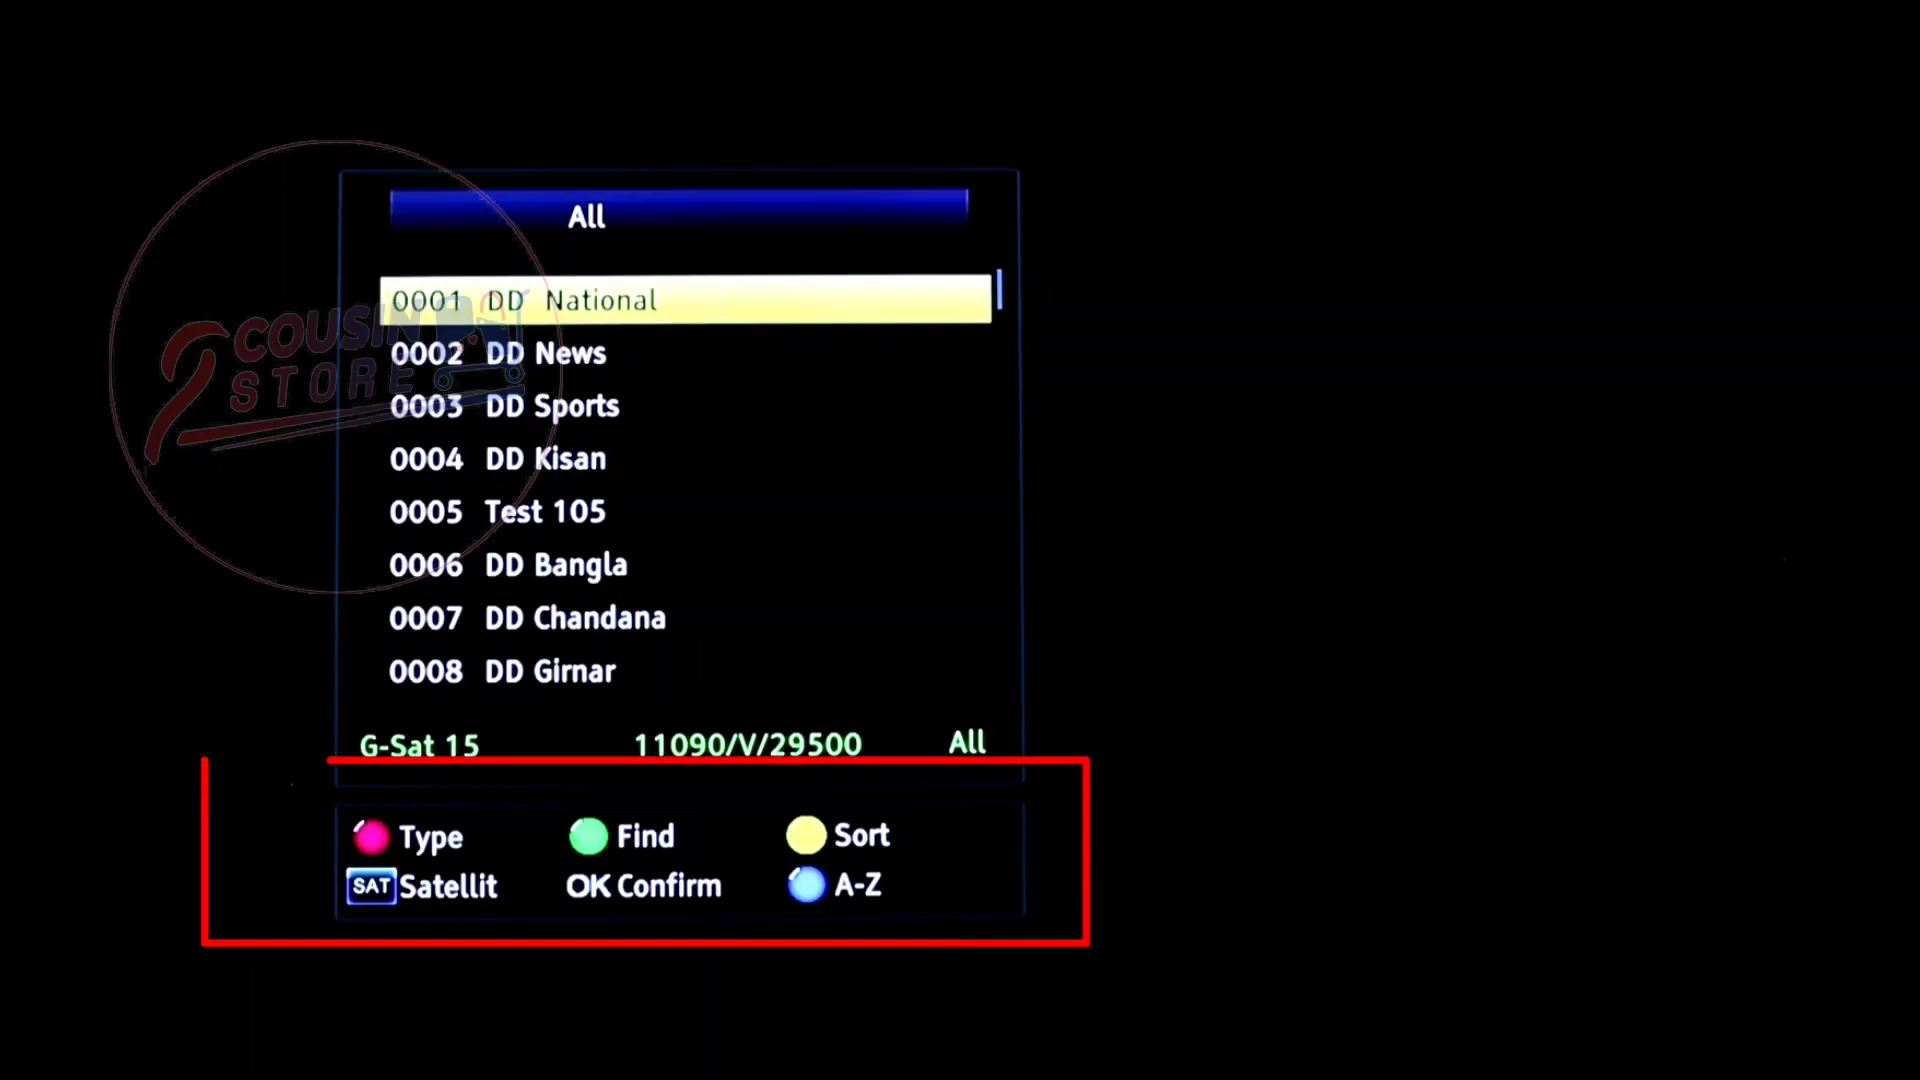 All
0001 DD National
0002 DD News
0003 DD Sports
0004 DD Kisan
0005 Test 105
0006 DD Bangla
0007 DD Chandana
0008 DD Girnar
G-Sat 15 11090/V/29500 All
Type Find Sort
SAT Satellit OK Confirm A-Z
2 COUSIN
STORE